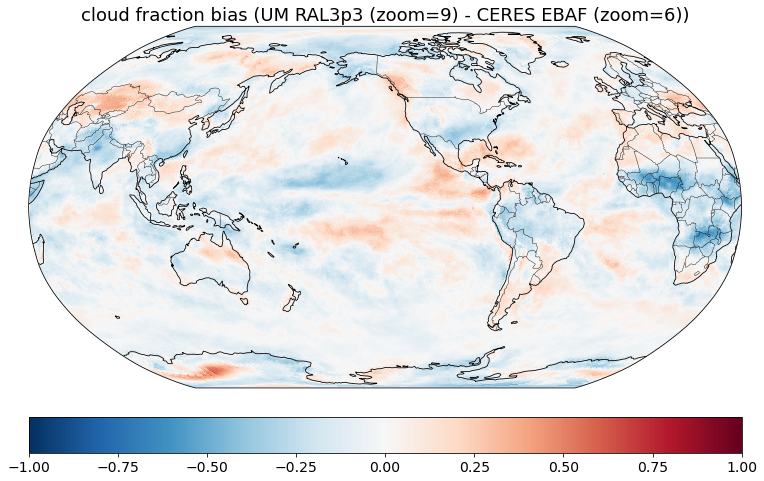 cloud fraction bias (UM RAL3p3 (zoom=9) - CERES EBAF (zoom=6))
−1.00 −0.75 −0.50 −0.25 0.00 0.25 0.50 0.75 1.00